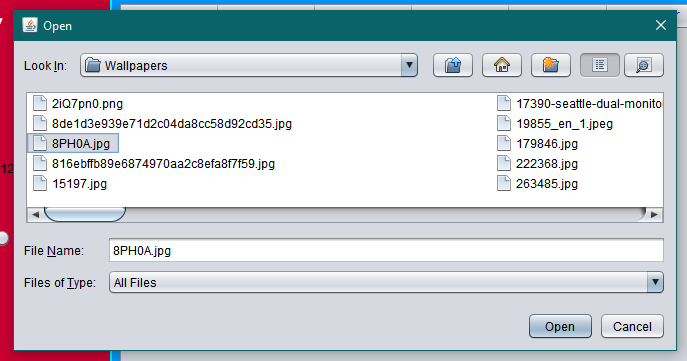 Open
Look In: Wallpapers
2iQ7pn0.png
8de1d3e939e71d2c04da8cc58d92cd35.jpg
8PH0A.jpg
816ebffb89e6874970aa2c8efa8f7f59.jpg
15197.jpg
17390-seattle-dual-monito
19855_en_1.jpeg
179846.jpg
222368.jpg
263485.jpg
File Name: 8PH0A.jpg
Files of Type: All Files
Open Cancel
12